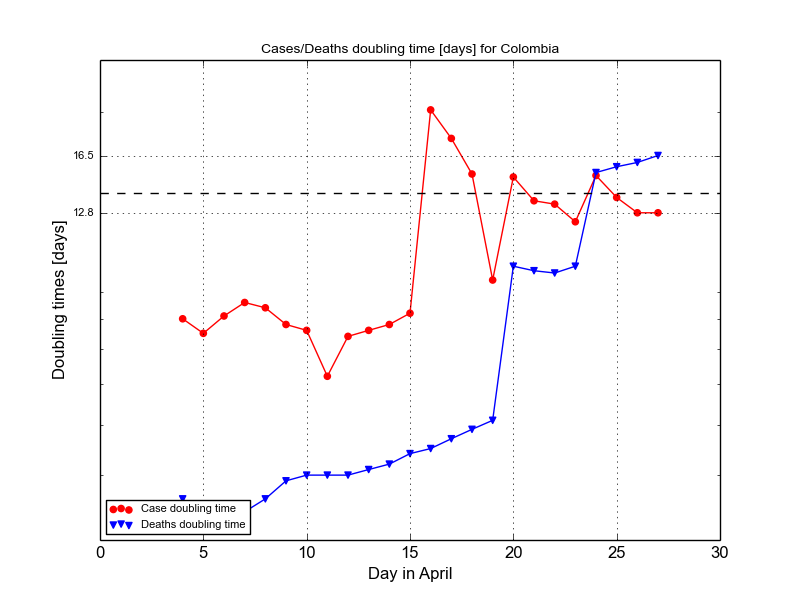 Cases/Deaths doubling time [days] for Colombia
16.5
12.8
Doubling times [days]
Case doubling time
Deaths doubling time
0 5 10 15 20 25 30
Day in April